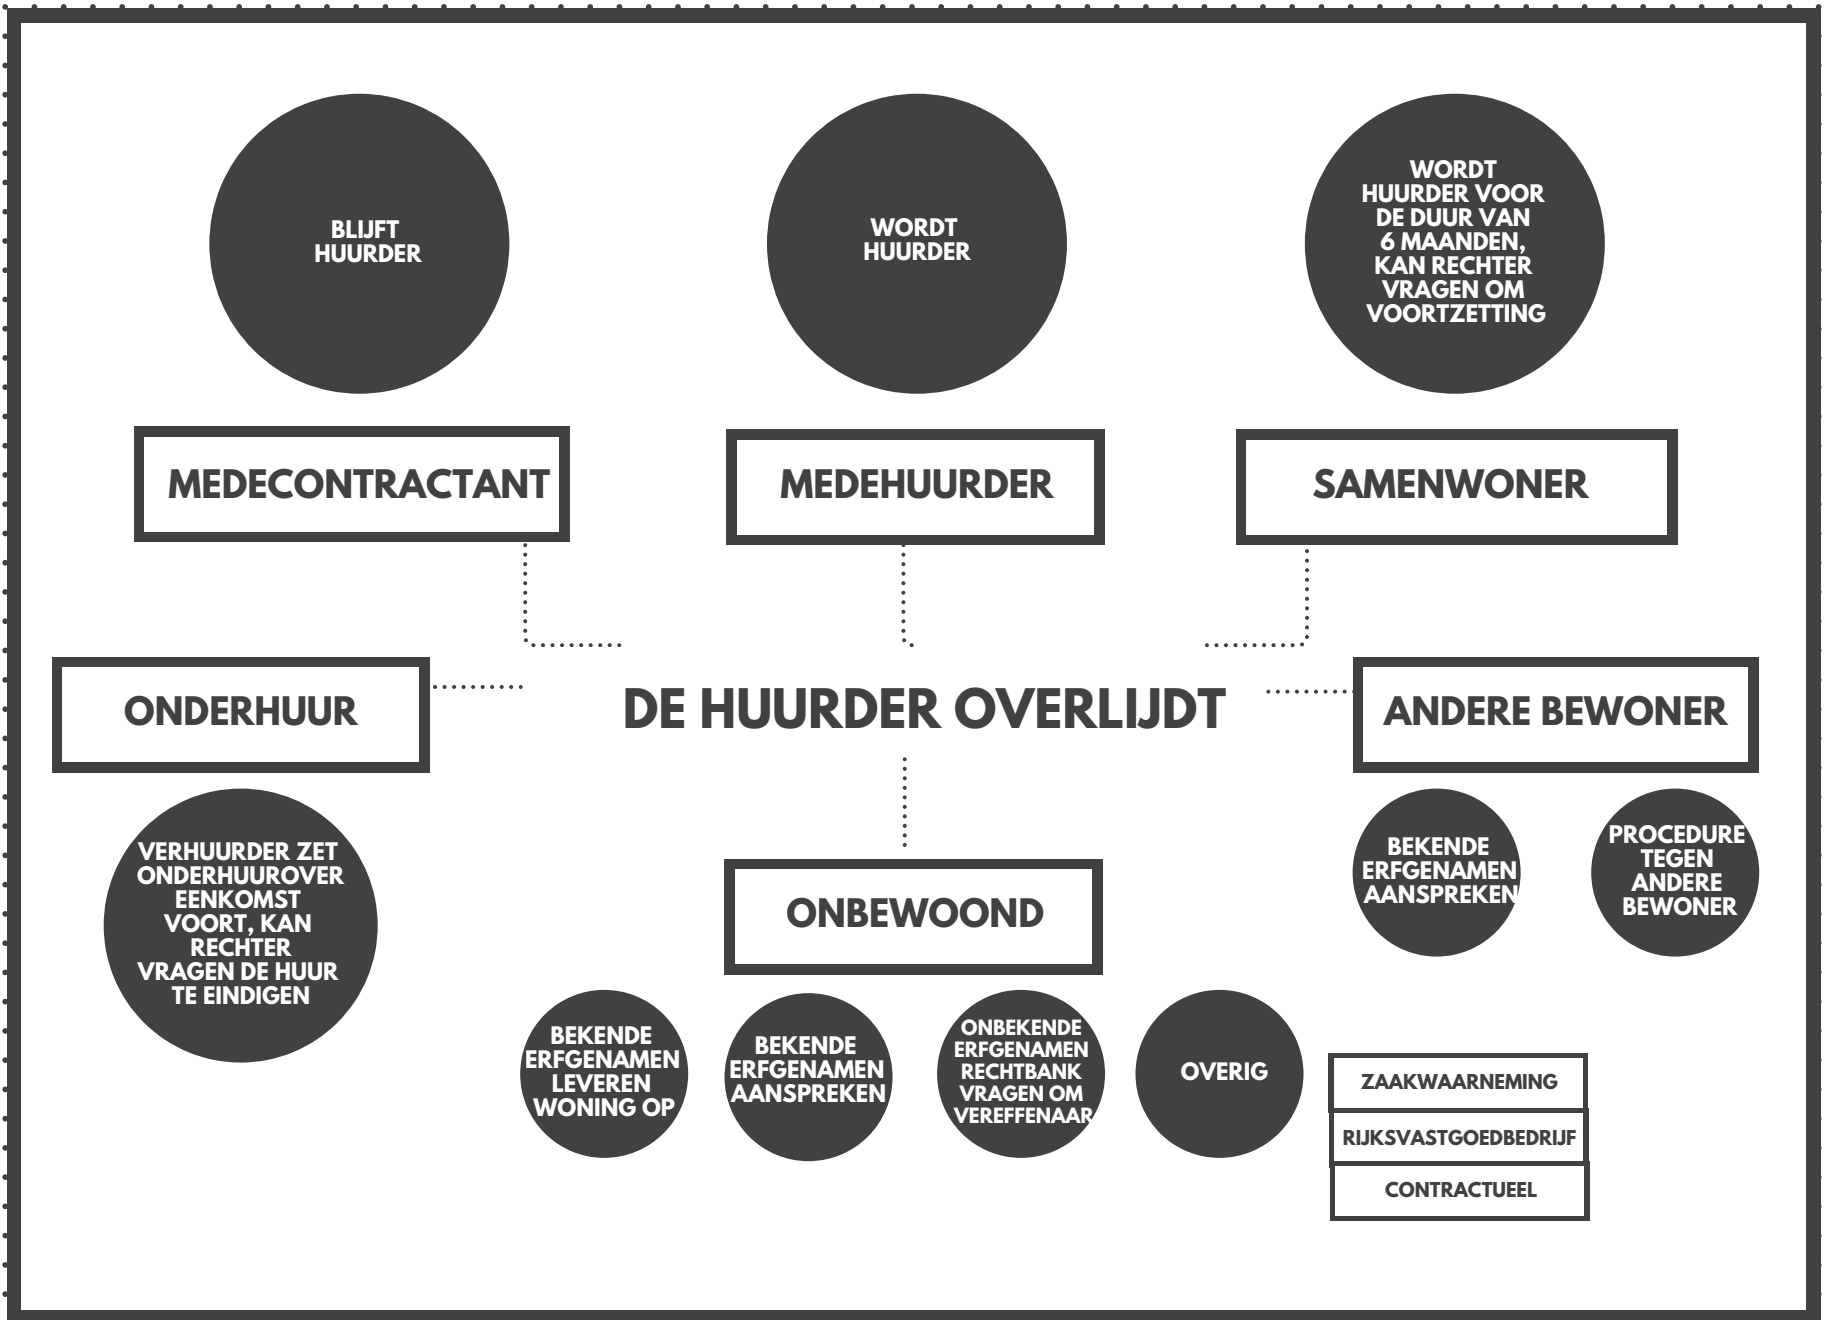 BLIJFT
HUURDER
WORDT
HUURDER
WORDT
HUURDER VOOR
DE DUUR VAN
6 MAANDEN,
KAN RECHTER
VRAGEN OM
VOORTZETTING
MEDECONTRACTANT
MEDEHUURDER
SAMENWONER
ONDERHUUR
DE HUURDER OVERLIJDT
ANDERE BEWONER
VERHUURDER ZET
ONDERHUUROVER
EENKOMST
VOORT, KAN
RECHTER
VRAGEN DE HUUR
TE EINDIGEN
BEKENDE
ERFGENAMEN
AANSPREKEN
PROCEDURE
TEGEN
ANDERE
BEWONER
ONBEWOOND
BEKENDE
ERFGENAMEN
LEVEREN
WONING OP
BEKENDE
ERFGENAMEN
AANSPREKEN
ONBEKENDE
ERFGENAMEN
RECHTBANK
VRAGEN OM
VEREFFENAAR
OVERIG
ZAAKWAARNEMING
RIJKSVASTGOEDBEDRIJF
CONTRACTUEEL